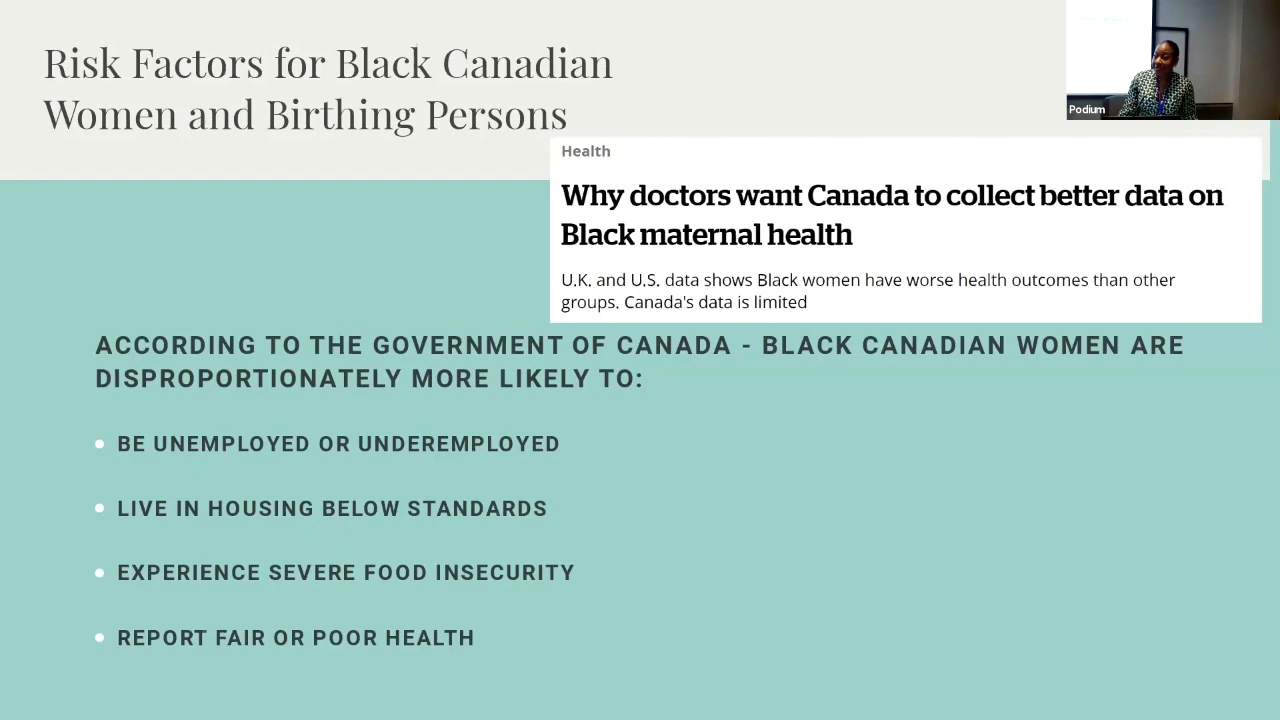 Risk Factors for Black Canadian
Women and Birthing Persons
Podium
Health
Why doctors want Canada to collect better data on
Black maternal health
U.K. and U.S. data shows Black women have worse health outcomes than other
groups. Canada's data is limited
ACCORDING TO THE GOVERNMENT OF CANADA - BLACK CANADIAN WOMEN ARE
DISPROPORTIONATELY MORE LIKELY TO:
BE UNEMPLOYED OR UNDEREMPLOYED
LIVE IN HOUSING BELOW STANDARDS
EXPERIENCE SEVERE FOOD INSECURITY
REPORT FAIR OR POOR HEALTH